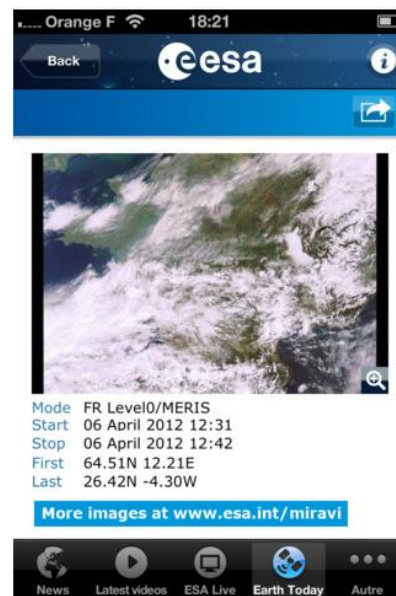 Orange F 18:21
Back esa i
Mode FR Level0/MERIS
Start 06 April 2012 12:31
Stop 06 April 2012 12:42
First 64.51N 12.21E
Last 26.42N -4.30W
More images at www.esa.int/miravi
News Latest videos ESA Live Earth Today Autre